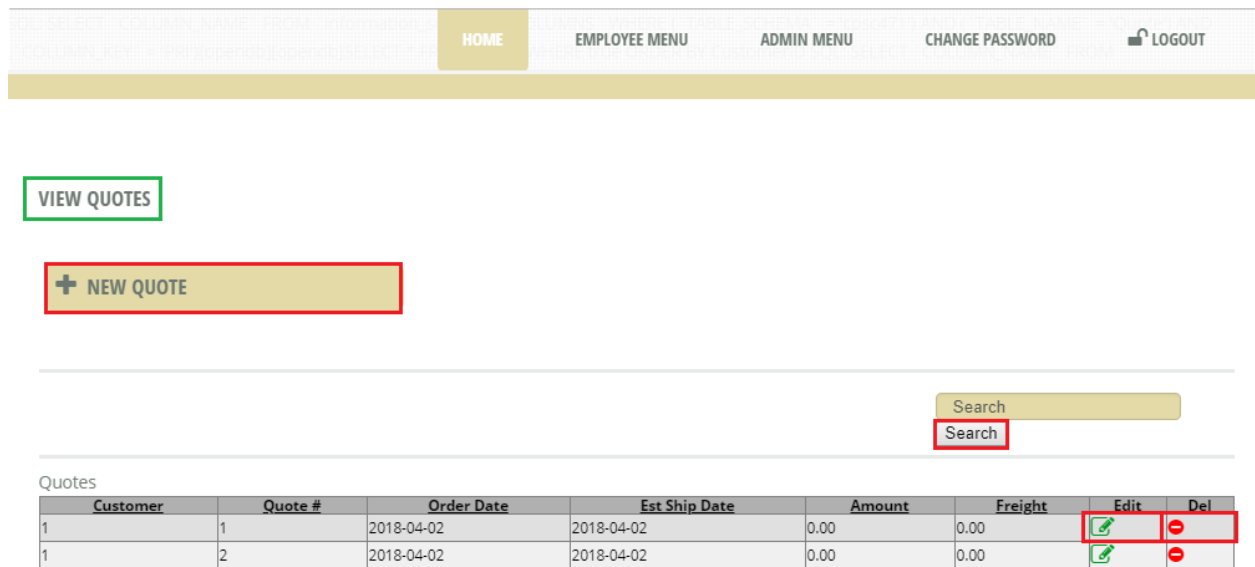 HOME EMPLOYEE MENU ADMIN MENU CHANGE PASSWORD LOGOUT
VIEW QUOTES
NEW QUOTE
Search
Search
Quotes
Customer Quote # Order Date Est Ship Date Amount Freight Edit Del
1 1 2018-04-02 2018-04-02 0.00 0.00
1 2 2018-04-02 2018-04-02 0.00 0.00